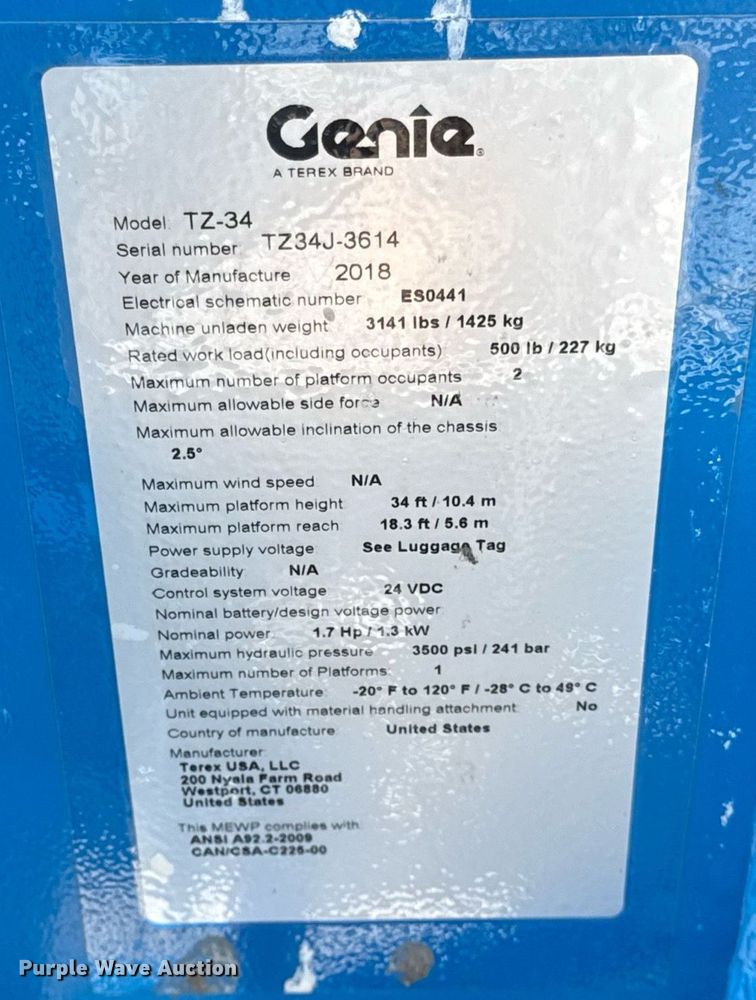 Genie
A TEREX BRAND
Model: TZ-34
Serial number: TZ34J-3614
Year of Manufacture 2018
Electrical schematic number ES0441
Machine unladen weight 3141 lbs / 1425 kg
Rated work load(including occupants) 500 lb / 227 kg
Maximum number of platform occupants 2
Maximum allowable side force N/A
Maximum allowable inclination of the chassis:
2.5°
Maximum wind speed N/A
Maximum platform height 34 ft / 10.4 m
Maximum platform reach 18.3 ft / 5.6 m
Power supply voltage See Luggage Tag
Gradeability N/A
Control system voltage 24 VDC
Nominal battery/design voltage power:
Nominal power: 1.7 Hp / 1.3 kW
Maximum hydraulic pressure 3500 psi / 241 bar
Maximum number of Platforms: 1
Ambient Temperature -20° F to 120° F / -28° C to 49° C
Unit equipped with material handling attachment: No
Country of manufacture United States
Manufacturer:
Terex USA, LLC
200 Nyala Farm Road
Westport, CT 06880
United States
This MEWP complies with:
ANSI A92.2-2009
CAN/CSA-C225-00
Purple Wave Auction